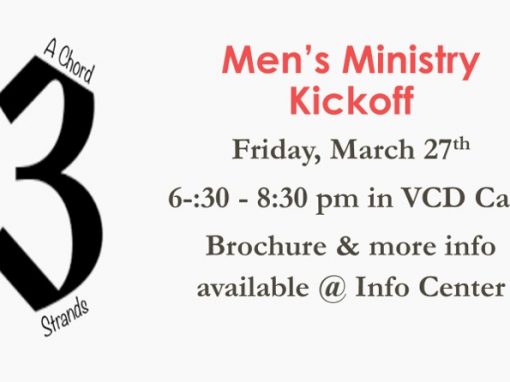 A Chord
3
Strands
Men's Ministry
Kickoff
Friday, March 27th
6-:30 - 8:30 pm in VCD
Brochure & more info
available @ Info Center